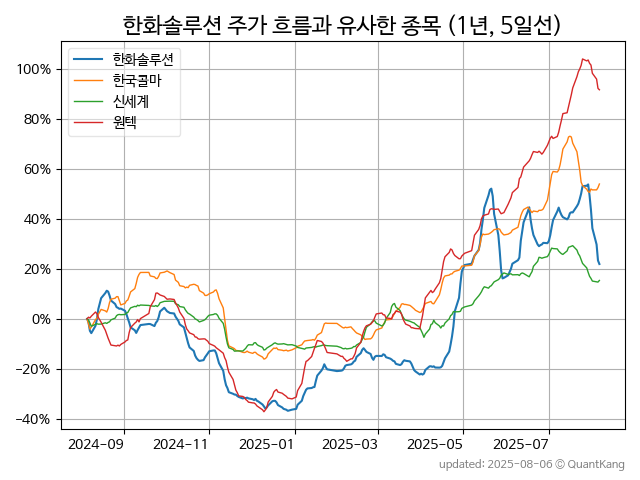 한화솔루션 주가 흐름과 유사한 종목 (1년, 5일선)
한화솔루션
한국콜마
신세계
원텍
100%
80%
60%
40%
20%
0%
−20%
−40%
2024-09
2024-11
2025-01
2025-03
2025-05
2025-07
updated: 2025-08-06 © QuantKang